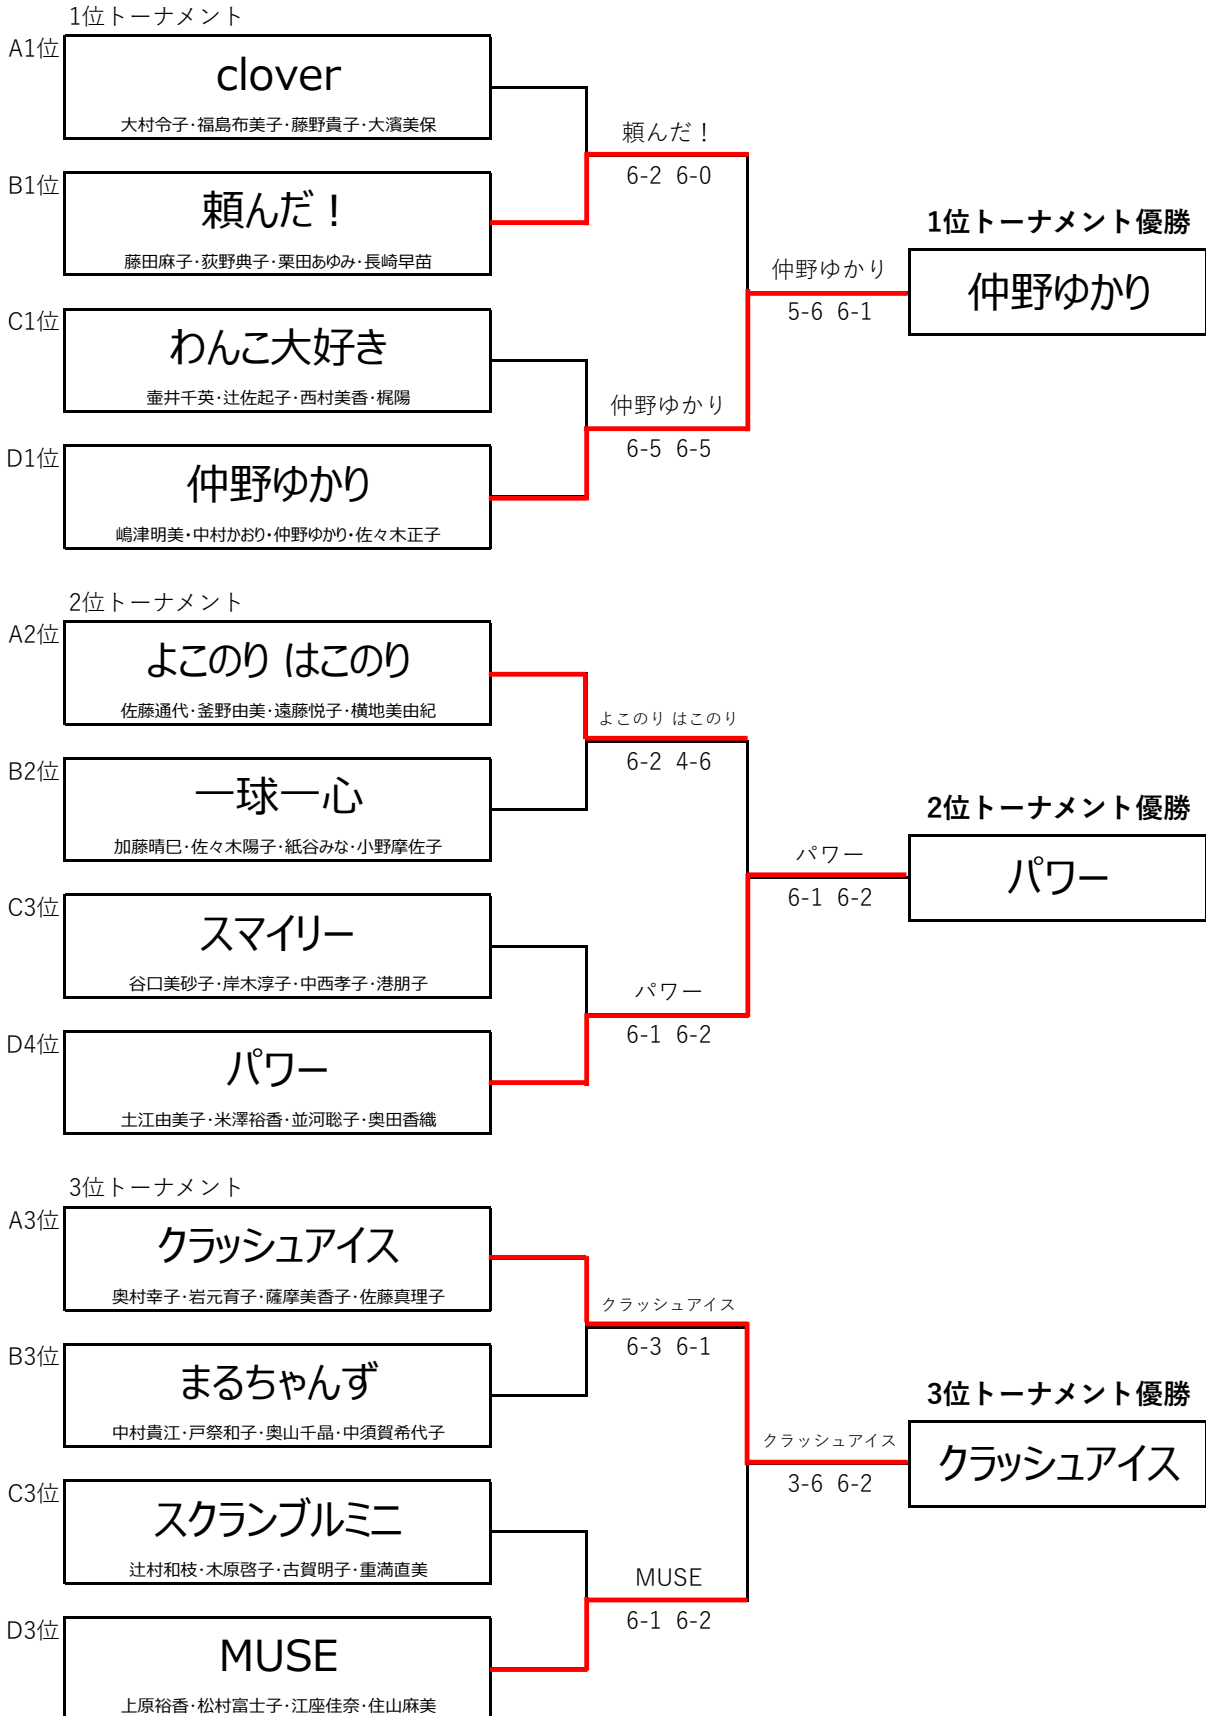 1位トーナメント
A1位
clover
大村令子･福島布美子･藤野貴子･大濱美保
頼んだ！
6-2 6-0
B1位
頼んだ！
藤田麻子･荻野典子･栗田あゆみ･長崎早苗
1位トーナメント優勝
仲野ゆかり
仲野ゆかり
5-6 6-1
C1位
わんこ大好き
壷井千英･辻佐起子･西村美香･梶陽
仲野ゆかり
6-5 6-5
D1位
仲野ゆかり
嶋津明美･中村かおり･仲野ゆかり･佐々木正子
2位トーナメント
A2位
よこのり はこのり
佐藤通代･釜野由美･遠藤悦子･横地美由紀
よこのり はこのり
6-2 4-6
B2位
一球一心
加藤晴巳･佐々木陽子･紙谷みな･小野摩佐子
2位トーナメント優勝
パワー
パワー
6-1 6-2
C3位
スマイリー
谷口美砂子･岸木淳子･中西孝子･港朋子
パワー
6-1 6-2
D4位
パワー
土江由美子･米澤裕香･並河聡子･奥田香織
3位トーナメント
A3位
クラッシュアイス
奥村幸子･岩元育子･薩摩美香子･佐藤真理子
クラッシュアイス
6-3 6-1
B3位
まるちゃんず
中村貴江･戸祭和子･奥山千晶･中須賀希代子
3位トーナメント優勝
クラッシュアイス
クラッシュアイス
3-6 6-2
C3位
スクランブルミニ
辻村和枝･木原啓子･古賀明子･重満直美
MUSE
6-1 6-2
D3位
MUSE
上原裕香･松村富士子･江座佳奈･住山麻美